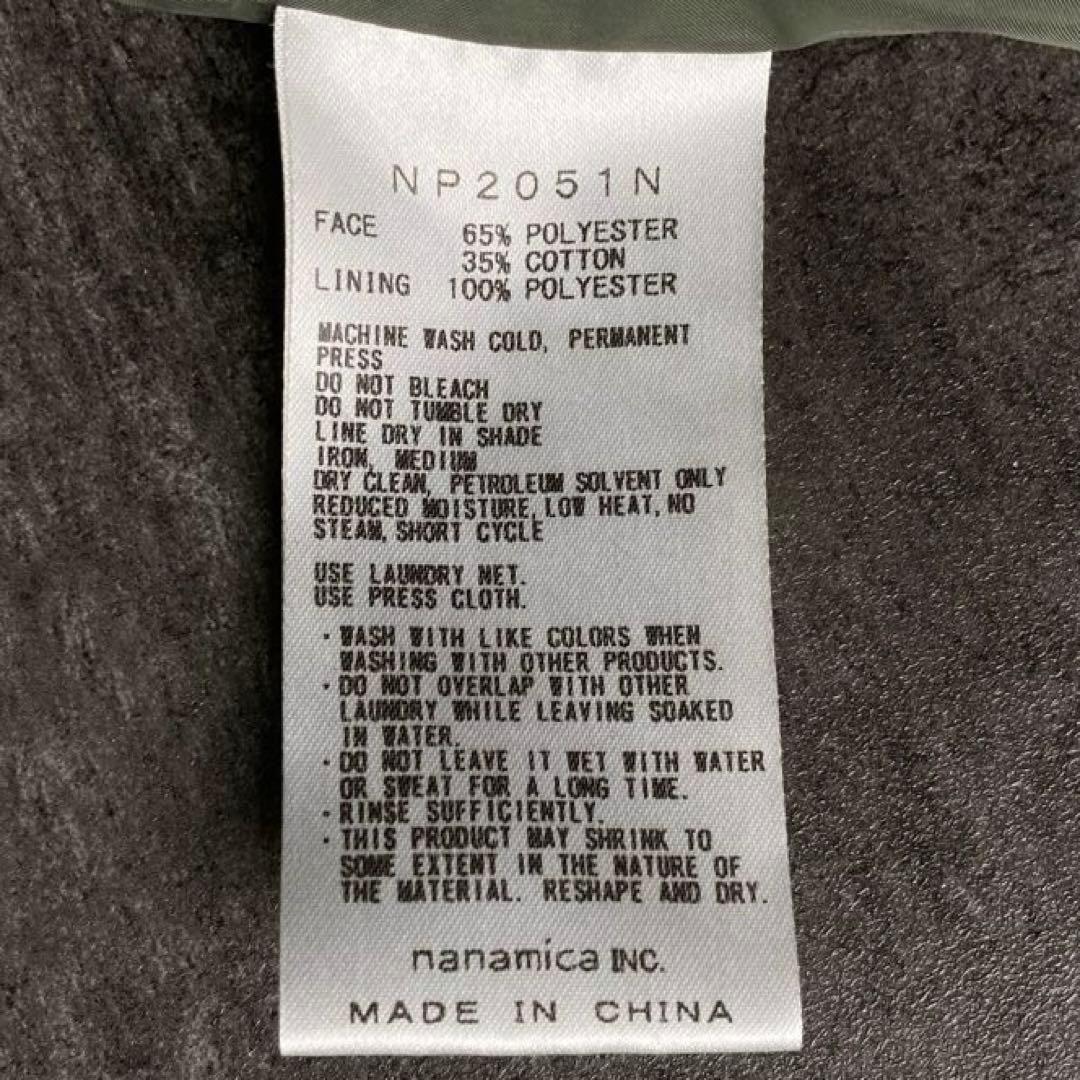 NP2051N
FACE 65% POLYESTER
35% COTTON
LINING 100% POLYESTER
MACHINE WASH COLD, PERMANENT
PRESS
DO NOT BLEACH
DO NOT TUMBLE DRY
LINE DRY IN SHADE
IRON, MEDIUM
DRY CLEAN, PETROLEUM SOLVENT ONLY
REDUCED MOISTURE, LOW HEAT, NO
STEAM, SHORT CYCLE
USE LAUNDRY NET.
USE PRESS CLOTH.
・WASH WITH LIKE COLORS WHEN
WASHING WITH OTHER PRODUCTS.
・DO NOT OVERLAP WITH OTHER
LAUNDRY WHILE LEAVING SOAKED
IN WATER.
・DO NOT LEAVE IT WET WITH WATER
OR SWEAT FOR A LONG TIME.
・RINSE SUFFICIENTLY.
・THIS PRODUCT MAY SHRINK TO
SOME EXTENT IN THE NATURE OF
THE MATERIAL. RESHAPE AND DRY.
nanamica INC.
MADE IN CHINA